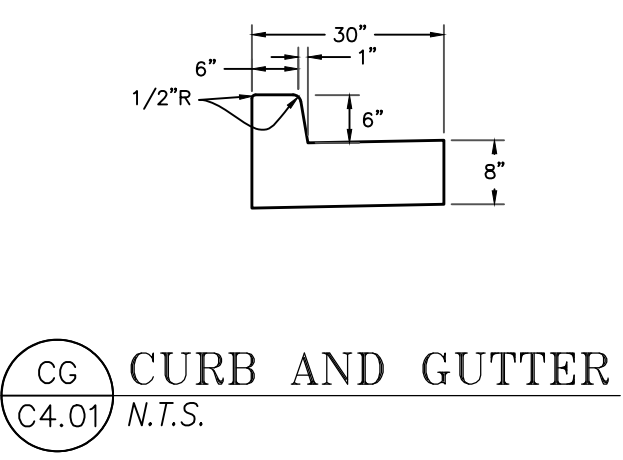 30"
1"
6"
1/2"R
6"
8"
CG
CURB AND GUTTER
C4.01
N.T.S.